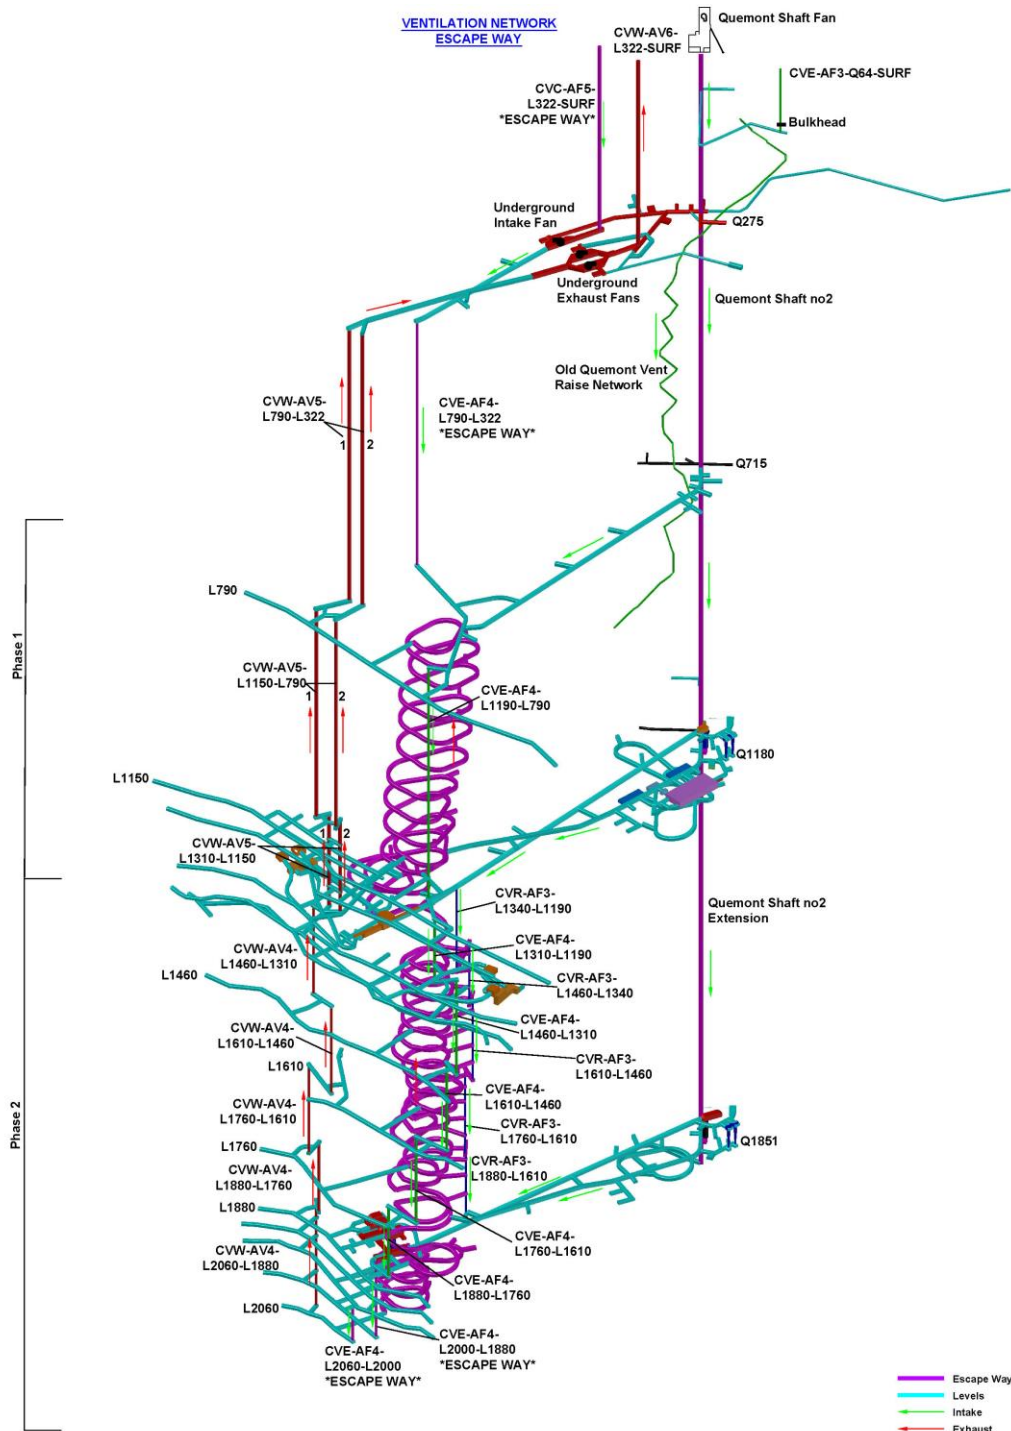 VENTILATION NETWORK
ESCAPE WAY
CVW-AV6-
L322-SURF
Quemont Shaft Fan
CVE-AF3-Q64-SURF
CVC-AF5-
L322-SURF
*ESCAPE WAY*
Bulkhead
Underground
Intake Fan
Q275
Underground
Exhaust Fans
Quemont Shaft no2
Old Quemont Vent
Raise Network
CVW-AV5-
L790-L322
1
2
CVE-AF4-
L790-L322
*ESCAPE WAY*
Q715
L790
Phase 1
CVW-AV5-
L1150-L790
1
2
CVE-AF4-
L1190-L790
Q1180
L1150
1
2
CVW-AV5-
L1310-L1150
CVR-AF3-
L1340-L1190
Quemont Shaft no2
Extension
CVW-AV4-
L1460-L1310
CVE-AF4-
L1310-L1190
L1460
CVR-AF3-
L1460-L1340
CVE-AF4-
L1460-L1310
CVW-AV4-
L1610-L1460
CVR-AF3-
L1610-L1460
L1610
CVE-AF4-
L1610-L1460
CVW-AV4-
L1760-L1610
CVR-AF3-
L1760-L1610
Phase 2
L1760
Q1851
CVR-AF3-
L1880-L1610
CVW-AV4-
L1880-L1760
L1880
CVE-AF4-
L1760-L1610
CVW-AV4-
L2060-L1880
CVE-AF4-
L1880-L1760
L2060
CVE-AF4-
L2000-L1880
*ESCAPE WAY*
CVE-AF4-
L2060-L2000
*ESCAPE WAY*
Escape Way
Levels
Intake
Exhaust